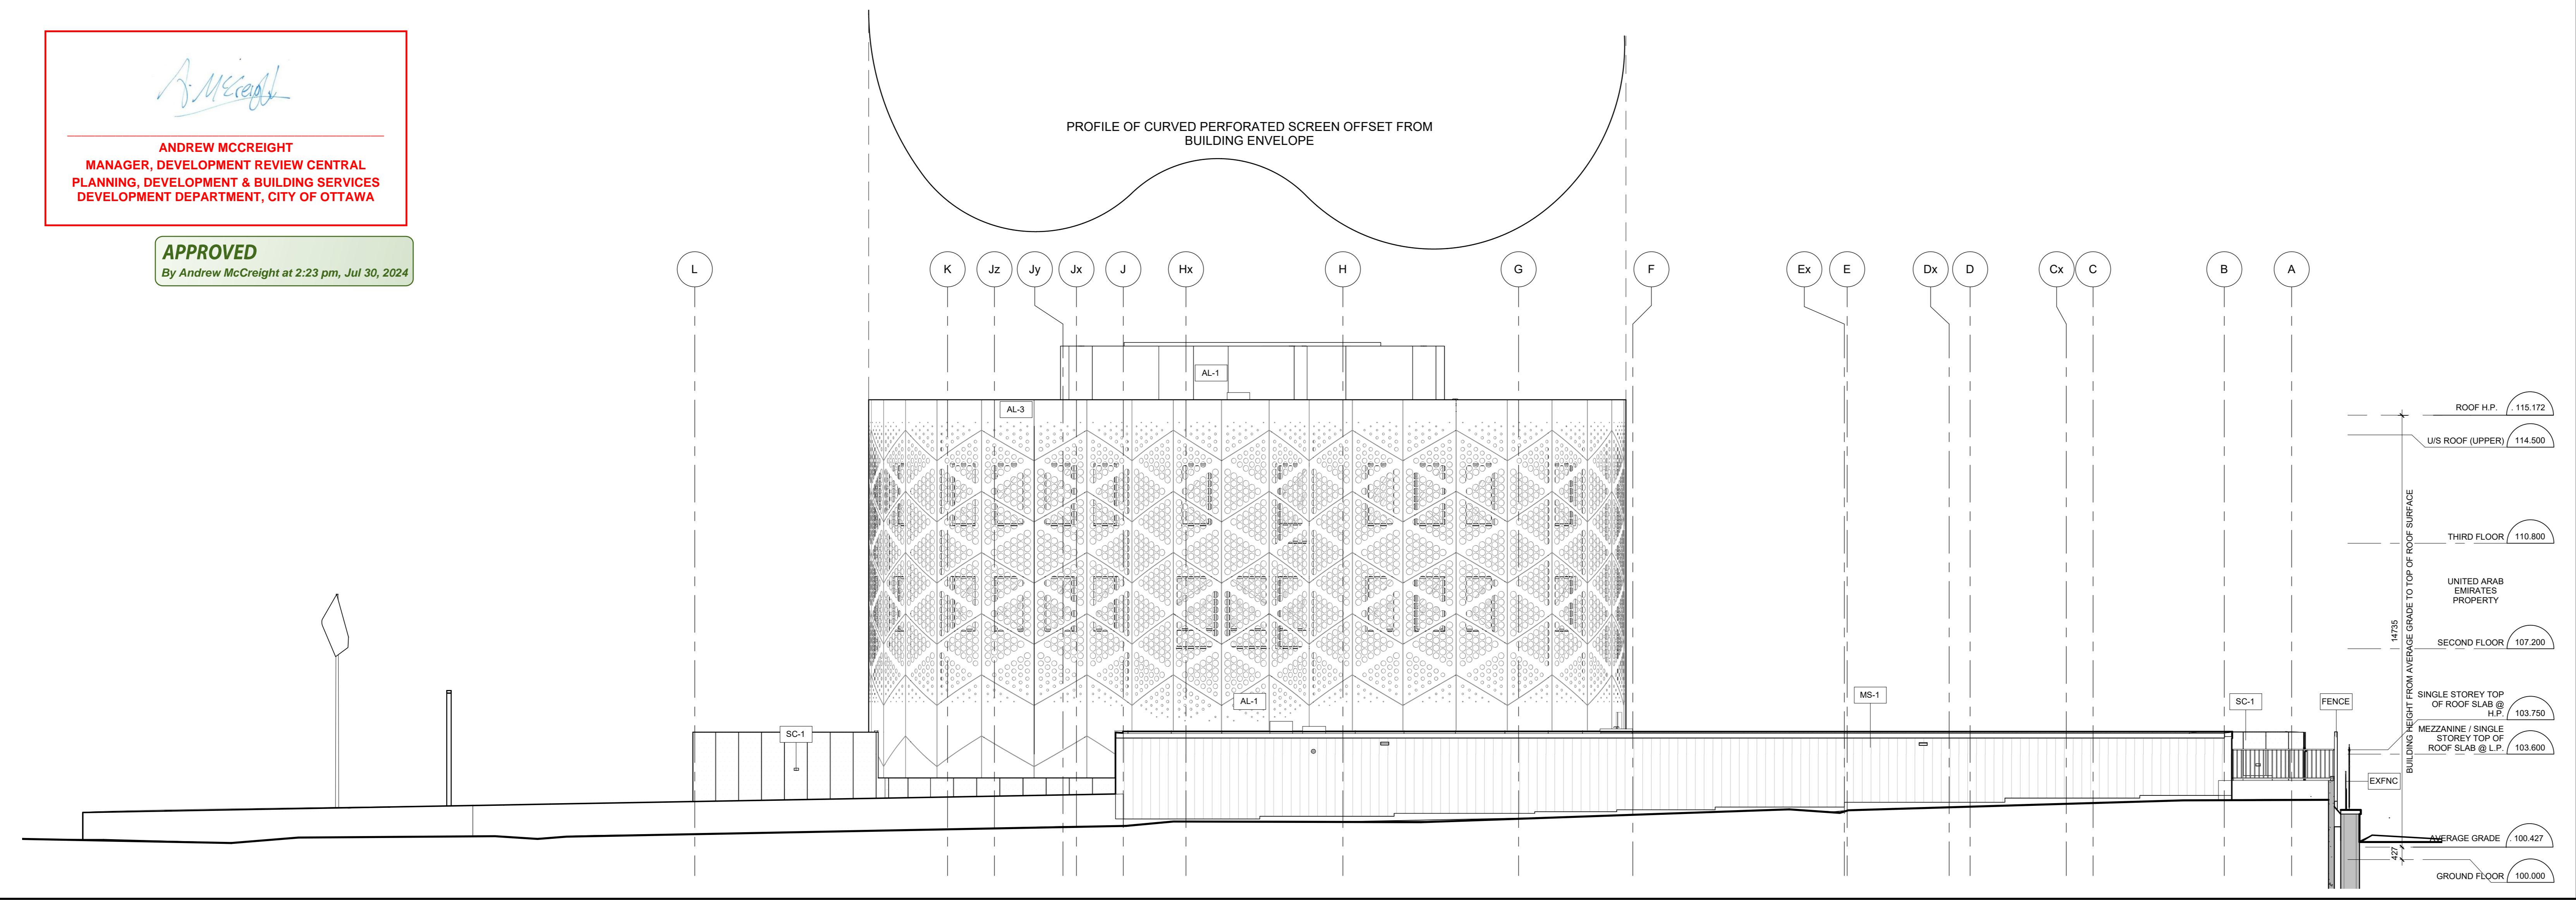 A. McCreight
ANDREW MCCREIGHT
MANAGER, DEVELOPMENT REVIEW CENTRAL
PLANNING, DEVELOPMENT & BUILDING SERVICES
DEVELOPMENT DEPARTMENT, CITY OF OTTAWA
APPROVED
By Andrew McCreight at 2:23 pm, Jul 30, 2024
PROFILE OF CURVED PERFORATED SCREEN OFFSET FROM
BUILDING ENVELOPE
L K Jz Jy Jx J Hx H G F Ex E Dx D Cx C B A
AL-1
AL-3
AL-1
SC-1
MS-1
SC-1
FENCE
EXFNC
ROOF H.P. 115.172
U/S ROOF (UPPER) 114.500
THIRD FLOOR 110.800
UNITED ARAB
EMIRATES
PROPERTY
SECOND FLOOR 107.200
SINGLE STOREY TOP
OF ROOF SLAB @
H.P. 103.750
MEZZANINE / SINGLE
STOREY TOP OF
ROOF SLAB @ L.P. 103.600
AVERAGE GRADE 100.427
GROUND FLOOR 100.000
14735
BUILDING HEIGHT FROM AVERAGE GRADE TO TOP OF ROOF SURFACE
427